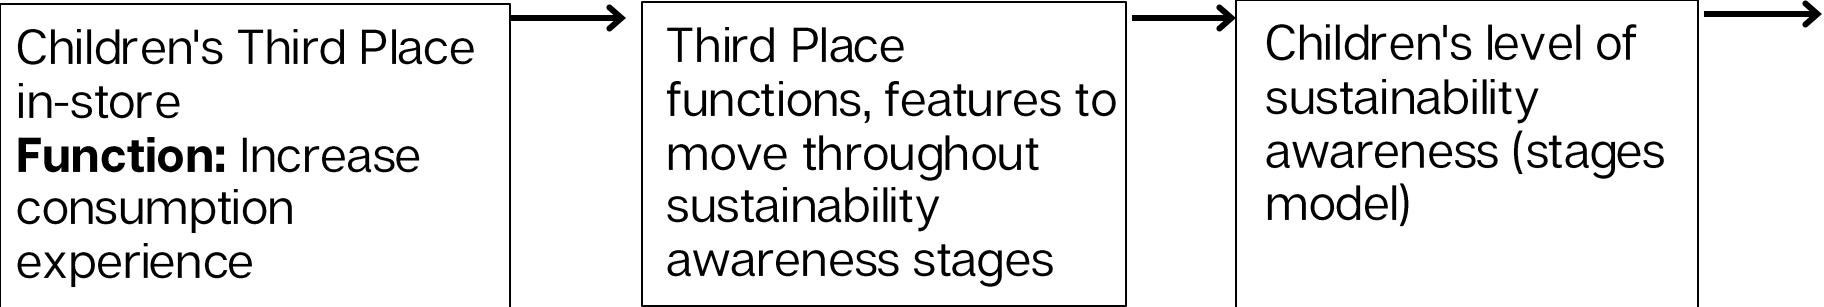 Children's Third Place
in-store
Function: Increase
consumption
experience
Third Place
functions, features to
move throughout
sustainability
awareness stages
Children's level of
sustainability
awareness (stages
model)